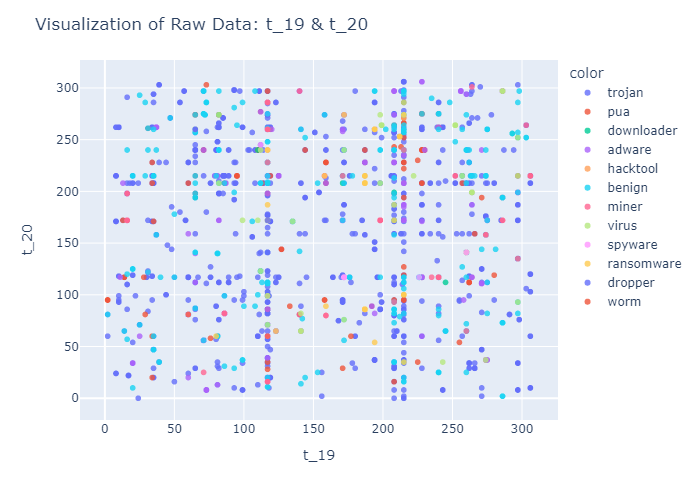 Visualization of Raw Data: t_19 & t_20
color
trojan
pua
downloader
adware
hacktool
benign
miner
virus
spyware
ransomware
dropper
worm
300
250
200
150
100
50
0
t_20
0 50 100 150 200 250 300
t_19